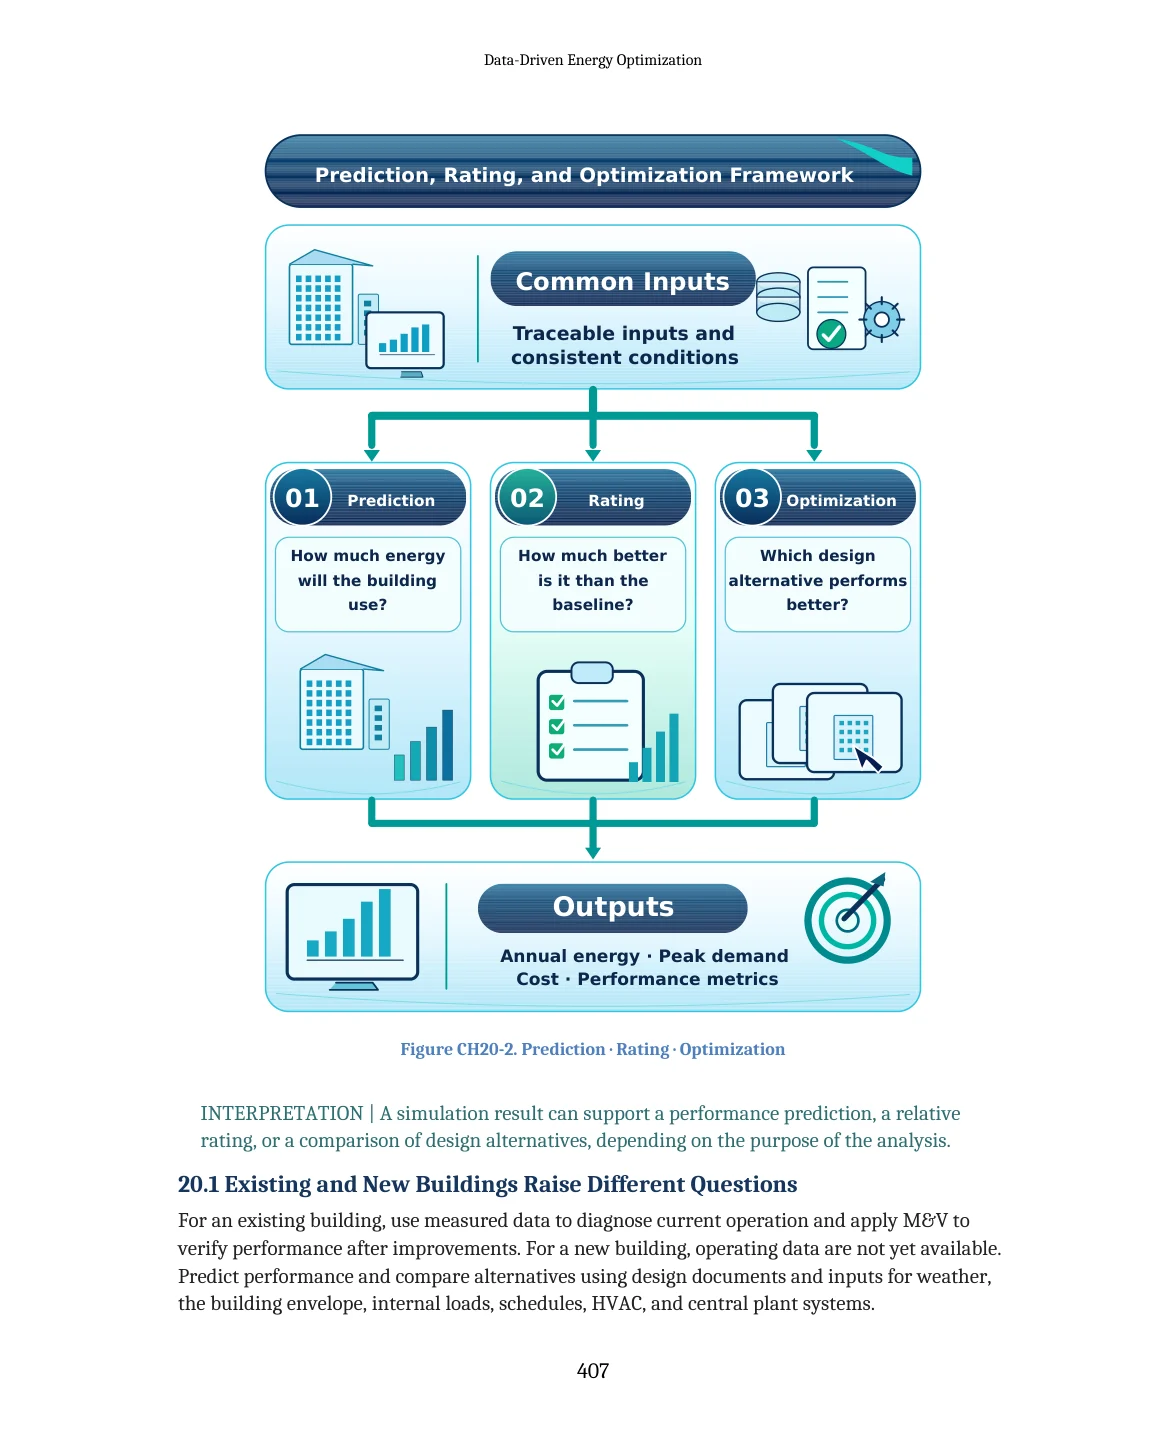 Data-Driven Energy Optimization
Prediction, Rating, and Optimization Framework
Common Inputs
Traceable inputs and
consistent conditions
01 Prediction
How much energy
will the building
use?
02 Rating
How much better
is it than the
baseline?
03 Optimization
Which design
alternative performs
better?
Outputs
Annual energy · Peak demand
Cost · Performance metrics
Figure CH20-2. Prediction · Rating · Optimization
INTERPRETATION | A simulation result can support a performance prediction, a relative
rating, or a comparison of design alternatives, depending on the purpose of the analysis.
20.1 Existing and New Buildings Raise Different Questions
For an existing building, use measured data to diagnose current operation and apply M&V to
verify performance after improvements. For a new building, operating data are not yet available.
Predict performance and compare alternatives using design documents and inputs for weather,
the building envelope, internal loads, schedules, HVAC, and central plant systems.
407